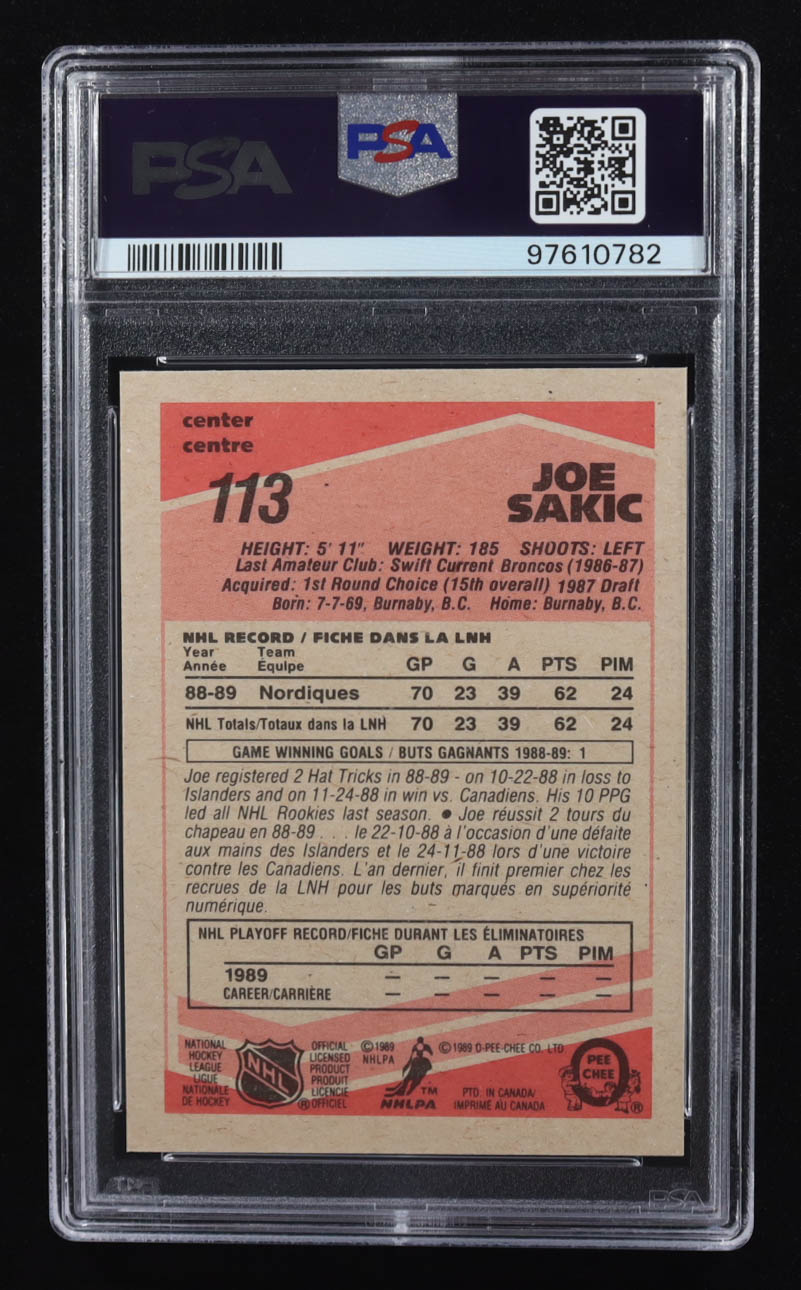 PSA
PSA
97610782
center
centre
113
JOE
SAKIC
HEIGHT: 5' 11" WEIGHT: 185 SHOOTS: LEFT
Last Amateur Club: Swift Current Broncos (1986-87)
Acquired: 1st Round Choice (15th overall) 1987 Draft
Born: 7-7-69, Burnaby, B.C. Home: Burnaby, B.C.
NHL RECORD / FICHE DANS LA LNH
Year Team
Année Équipe GP G A PTS PIM
88-89 Nordiques 70 23 39 62 24
NHL Totals/Totaux dans la LNH 70 23 39 62 24
GAME WINNING GOALS / BUTS GAGNANTS 1988-89: 1
Joe registered 2 Hat Tricks in 88-89 - on 10-22-88 in loss to
Islanders and on 11-24-88 in win vs. Canadiens. His 10 PPG
led all NHL Rookies last season. ● Joe réussit 2 tours du
chapeau en 88-89 . . . le 22-10-88 à l'occasion d'une défaite
aux mains des Islanders et le 24-11-88 lors d'une victoire
contre les Canadiens. L'an dernier, il finit premier chez les
recrues de la LNH pour les buts marqués en supériorité
numérique.
NHL PLAYOFF RECORD/FICHE DURANT LES ÉLIMINATOIRES
GP G A PTS PIM
1989 — — — — —
CAREER/CARRIÈRE — — — — —
NATIONAL
HOCKEY
LEAGUE
LIGUE
NATIONALE
DE HOCKEY
NHL
®
OFFICIAL
LICENSED
PRODUCT
PRODUIT
LICENCIÉ
OFFICIEL
©1989
NHLPA
TM
NHLPA
©1989 O-PEE-CHEE CO. LTD.
PTD. IN CANADA/
IMPRIMÉ AU CANADA
O
PEE
CHEE
®
PSA